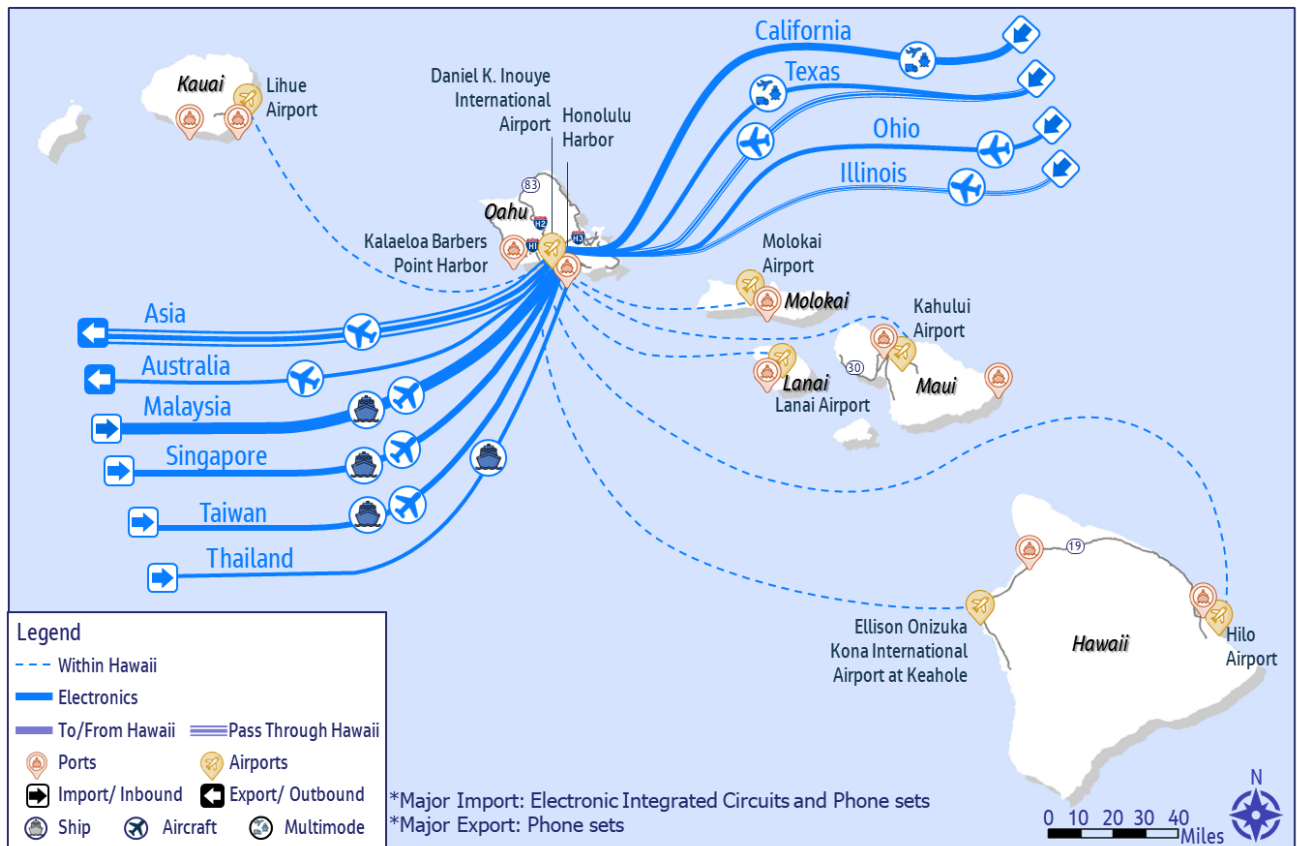 California
Texas
Ohio
Illinois
Kauai
Lihue
Airport
Daniel K. Inouye
International
Airport
Honolulu
Harbor
83
Oahu
H2
H1
H3
Kalaeloa Barbers
Point Harbor
Molokai
Airport
Molokai
Kahului
Airport
30
Maui
Lanai
Lanai Airport
Asia
Australia
Malaysia
Singapore
Taiwan
Thailand
19
Ellison Onizuka
Kona International
Airport at Keahole
Hawaii
Hilo
Airport
Legend
Within Hawaii
Electronics
To/From Hawaii
Pass Through Hawaii
Ports
Airports
Import/ Inbound
Export/ Outbound
Ship
Aircraft
Multimode
*Major Import: Electronic Integrated Circuits and Phone sets
*Major Export: Phone sets
N
0 10 20 30 40
Miles